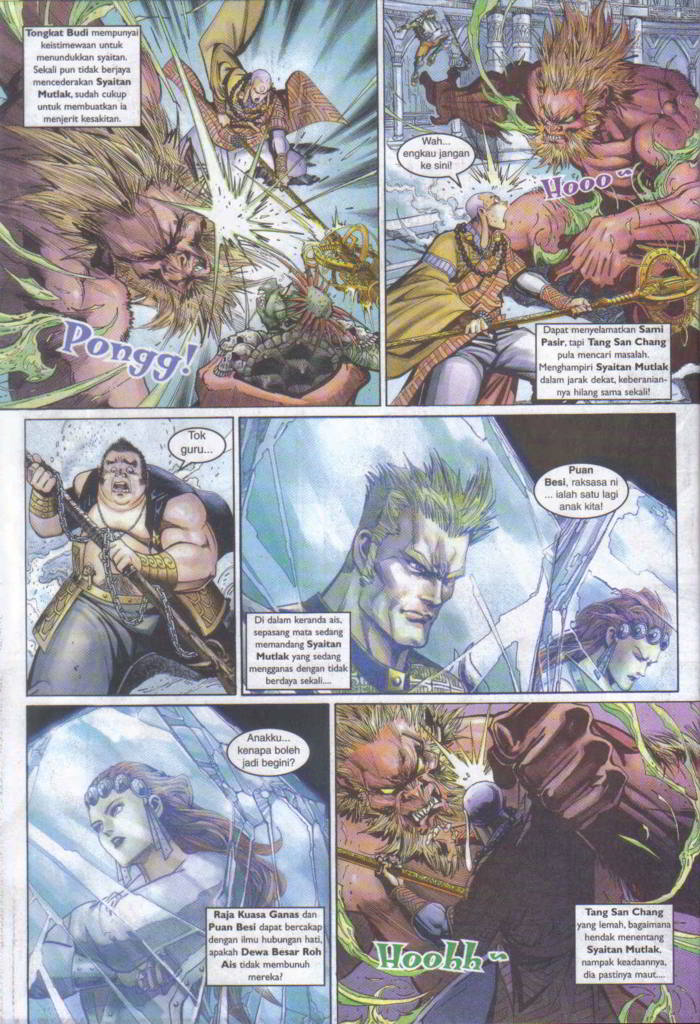 Tongkat Budi mempunyai
keistimewaan untuk
menundukkan syaitan.
Sekali pun tidak berjaya
mencederakan Syaitan
Mutlak, sudah cukup
untuk membuatkan ia
menjerit kesakitan.
Pongg!
Wah...
engkau jangan
ke sini!
Hooo~
Dapat menyelamatkan Sami
Pasir, tapi Tang San Chang
pula mencari masalah.
Menghampiri Syaitan Mutlak
dalam jarak dekat, keberanian-
nya hilang sama sekali!
Tok
guru...
Puan
Besi, raksasa ni
... ialah satu lagi
anak kita!
Di dalam keranda ais,
sepasang mata sedang
memandang Syaitan
Mutlak yang sedang
mengganas dengan tidak
berdaya sekali....
Anakku...
kenapa boleh
jadi begini?
Raja Kuasa Ganas dan
Puan Besi dapat bercakap
dengan ilmu hubungan hati,
apakah Dewa Besar Roh
Ais tidak membunuh
mereka?
Hoohh~
Tang San Chang
yang lemah, bagaimana
hendak menentang
Syaitan Mutlak,
nampak keadaannya,
dia pastinya maut....